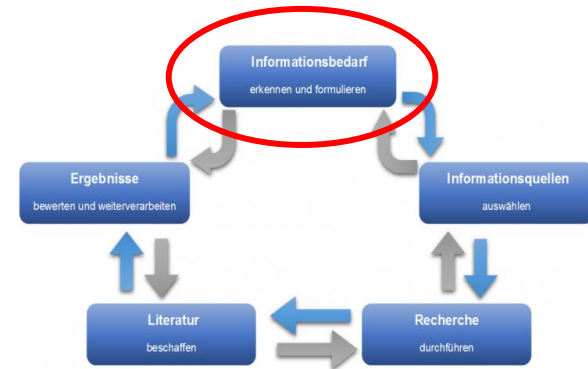 Informationsbedarf
erkennen und formulieren
Ergebnisse
bewerten und weiterverarbeiten
Informationsquellen
auswählen
Literatur
beschaffen
Recherche
durchführen